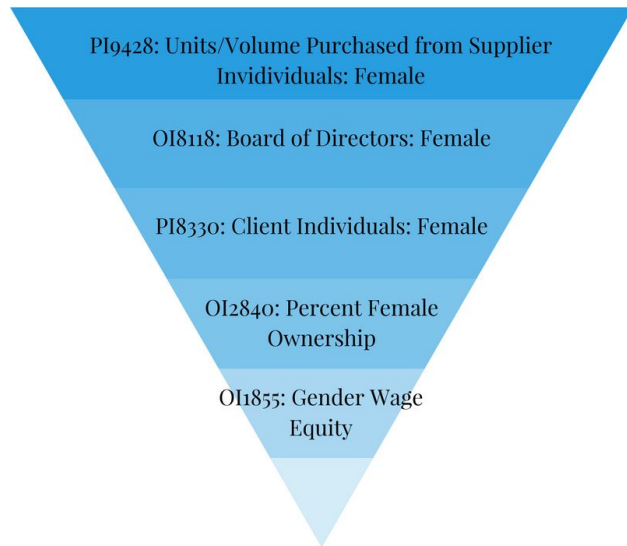 PI9428: Units/Volume Purchased from Supplier
Invidividuals: Female
OI8118: Board of Directors: Female
PI8330: Client Individuals: Female
OI2840: Percent Female
Ownership
OI1855: Gender Wage
Equity